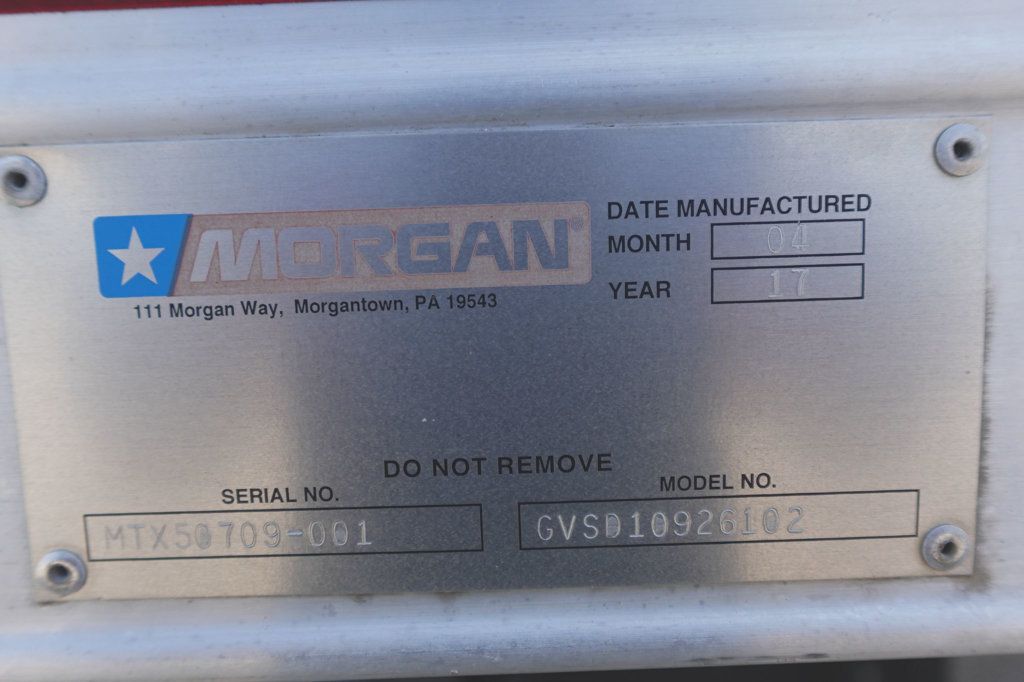 MORGAN®
111 Morgan Way, Morgantown, PA 19543
DATE MANUFACTURED
MONTH 04
YEAR 17
DO NOT REMOVE
SERIAL NO.
MTX50709-001
MODEL NO.
GVSD10926102